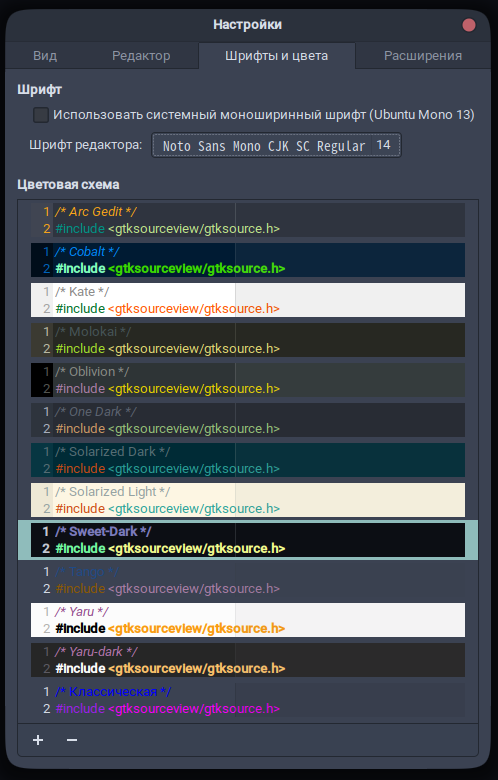 Настройки
Вид Редактор Шрифты и цвета Расширения
Шрифт
Использовать системный моноширинный шрифт (Ubuntu Mono 13)
Шрифт редактора: Noto Sans Mono CJK SC Regular 14
Цветовая схема
1 /* Arc Gedit */
2 #include <gtksourceview/gtksource.h>
1 /* Cobalt */
2 #include <gtksourceview/gtksource.h>
1 /* Kate */
2 #include <gtksourceview/gtksource.h>
1 /* Molokai */
2 #include <gtksourceview/gtksource.h>
1 /* Oblivion */
2 #include <gtksourceview/gtksource.h>
1 /* One Dark */
2 #include <gtksourceview/gtksource.h>
1 /* Solarized Dark */
2 #include <gtksourceview/gtksource.h>
1 /* Solarized Light */
2 #include <gtksourceview/gtksource.h>
1 /* Sweet-Dark */
2 #include <gtksourceview/gtksource.h>
1 /* Tango */
2 #include <gtksourceview/gtksource.h>
1 /* Yaru */
2 #include <gtksourceview/gtksource.h>
1 /* Yaru-dark */
2 #include <gtksourceview/gtksource.h>
1 /* Классическая */
2 #include <gtksourceview/gtksource.h>